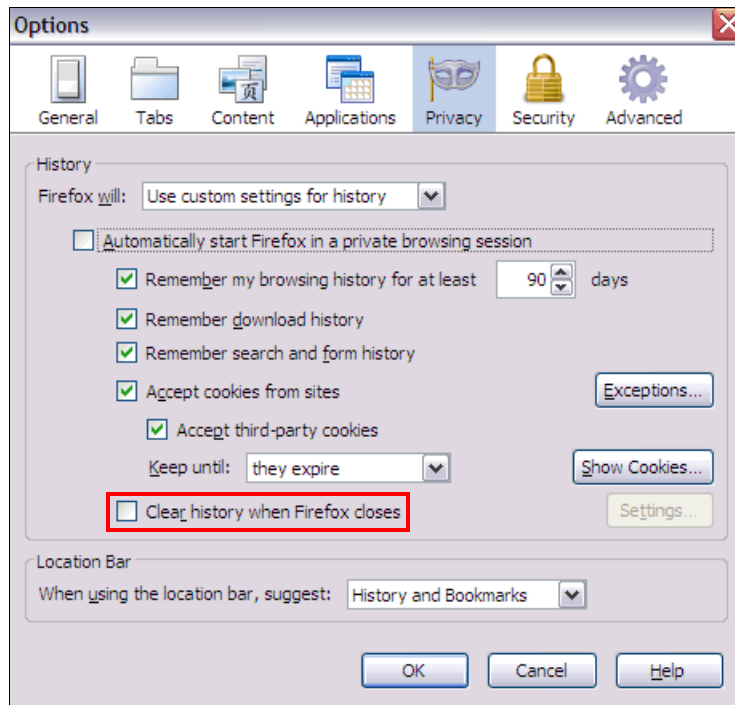 Options
页
General Tabs Content Applications Privacy Security Advanced
History
Firefox will: Use custom settings for history
Automatically start Firefox in a private browsing session
Remember my browsing history for at least 90 days
Remember download history
Remember search and form history
Accept cookies from sites Exceptions...
Accept third-party cookies
Keep until: they expire Show Cookies...
Clear history when Firefox closes Settings...
Location Bar
When using the location bar, suggest: History and Bookmarks
OK Cancel Help